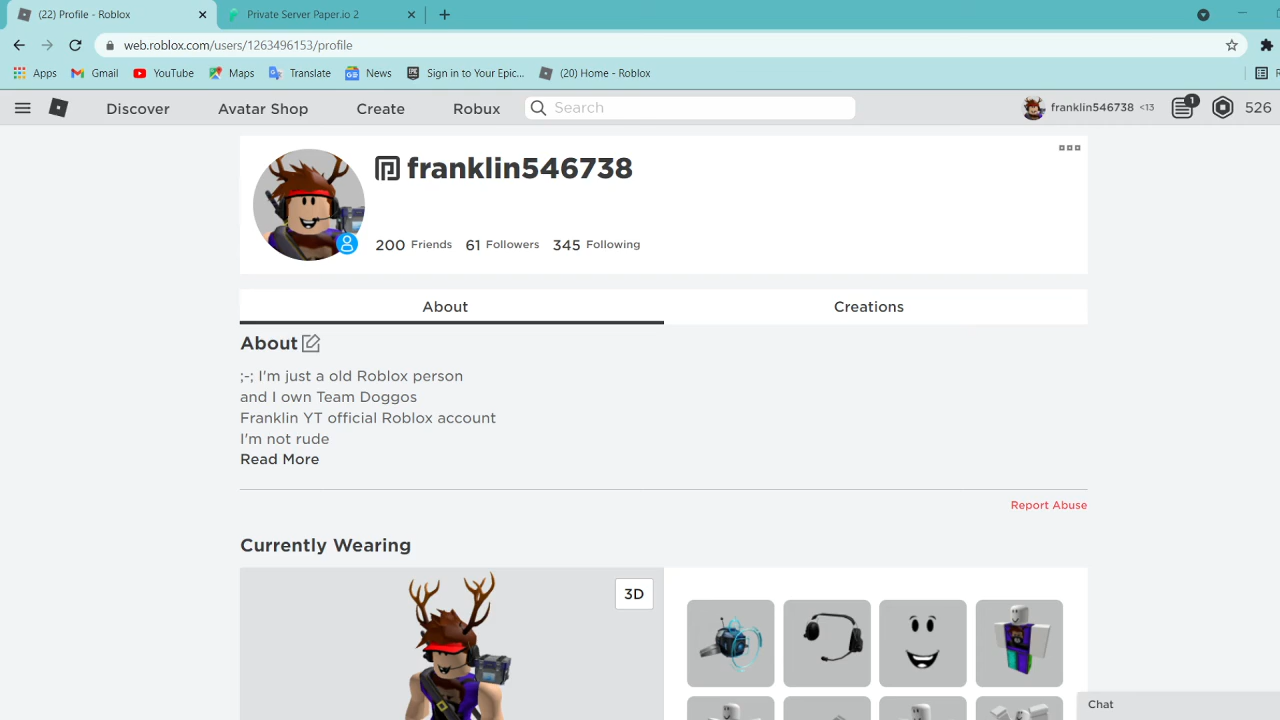 (22) Profile - Roblox
Private Server Paper.io 2
web.roblox.com/users/1263496153/profile
Apps Gmail YouTube Maps Translate News Sign in to Your Epic... (20) Home - Roblox
Discover Avatar Shop Create Robux Search franklin546738 <13 1 526
franklin546738
200 Friends 61 Followers 345 Following
About Creations
About
;-; I'm just a old Roblox person
and I own Team Doggos
Franklin YT official Roblox account
I'm not rude
Read More
Report Abuse
Currently Wearing
3D
Chat